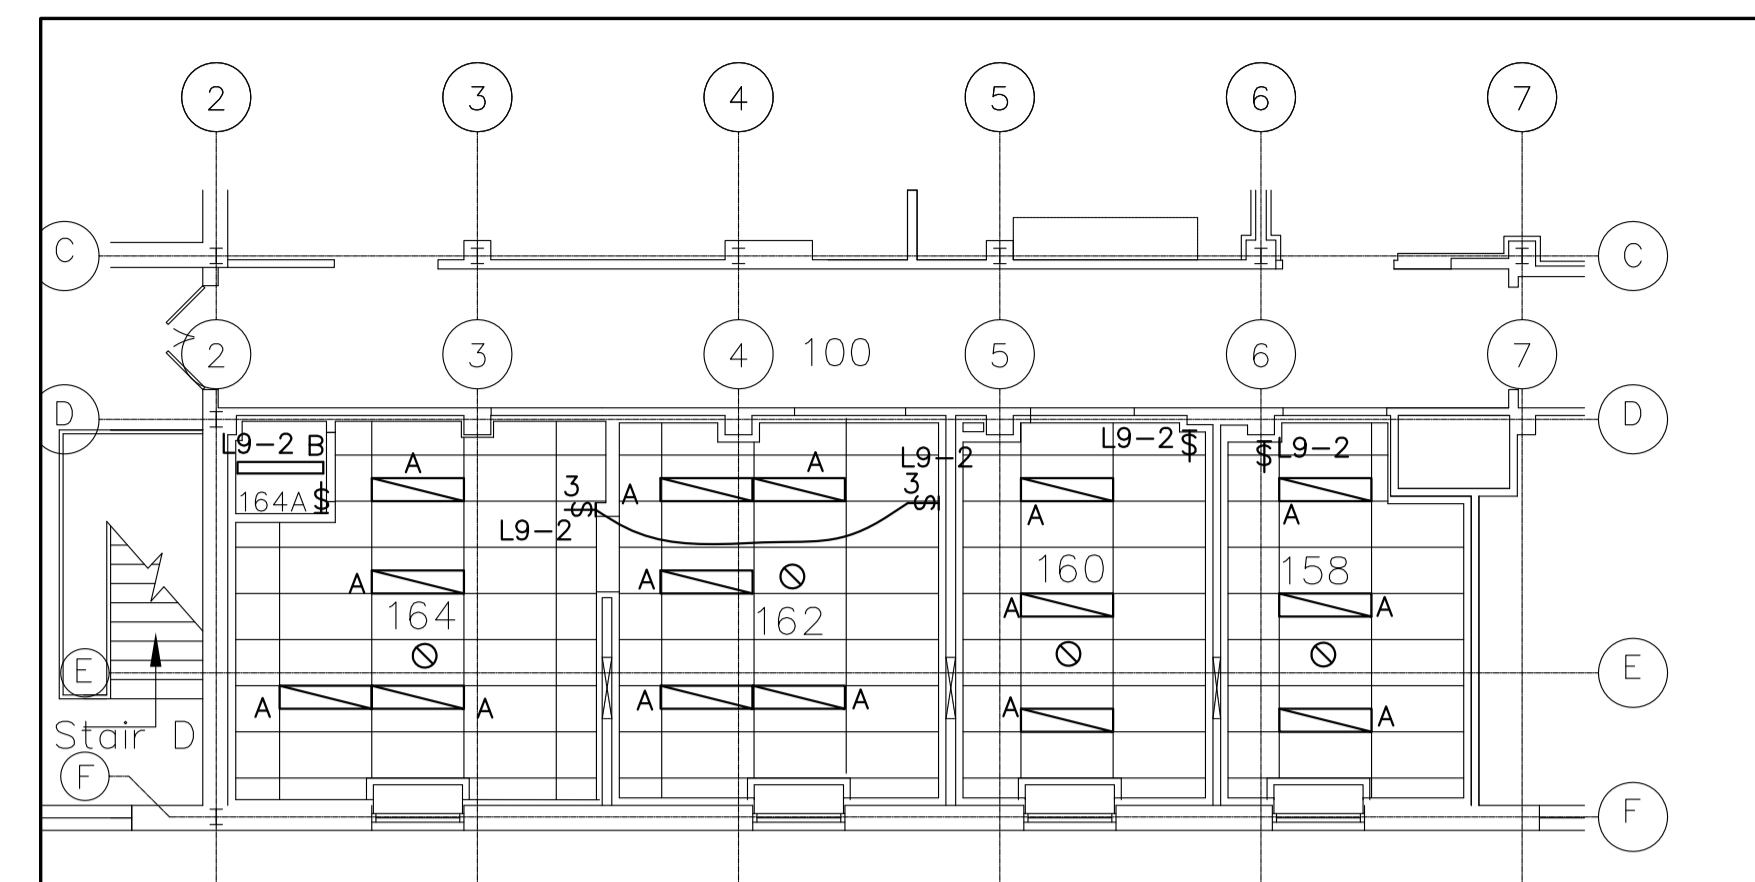 2 3 4 5 6 7
C C
2 3 4 100 5 6 7
D D
L9-2 B A A L9-2 L9-2 $ $ L9-2
164A $ 3 $ A 3 $
L9-2 A A
A 164 A 162 160 158
A A
E E
A A A A A A
Stair D
F F